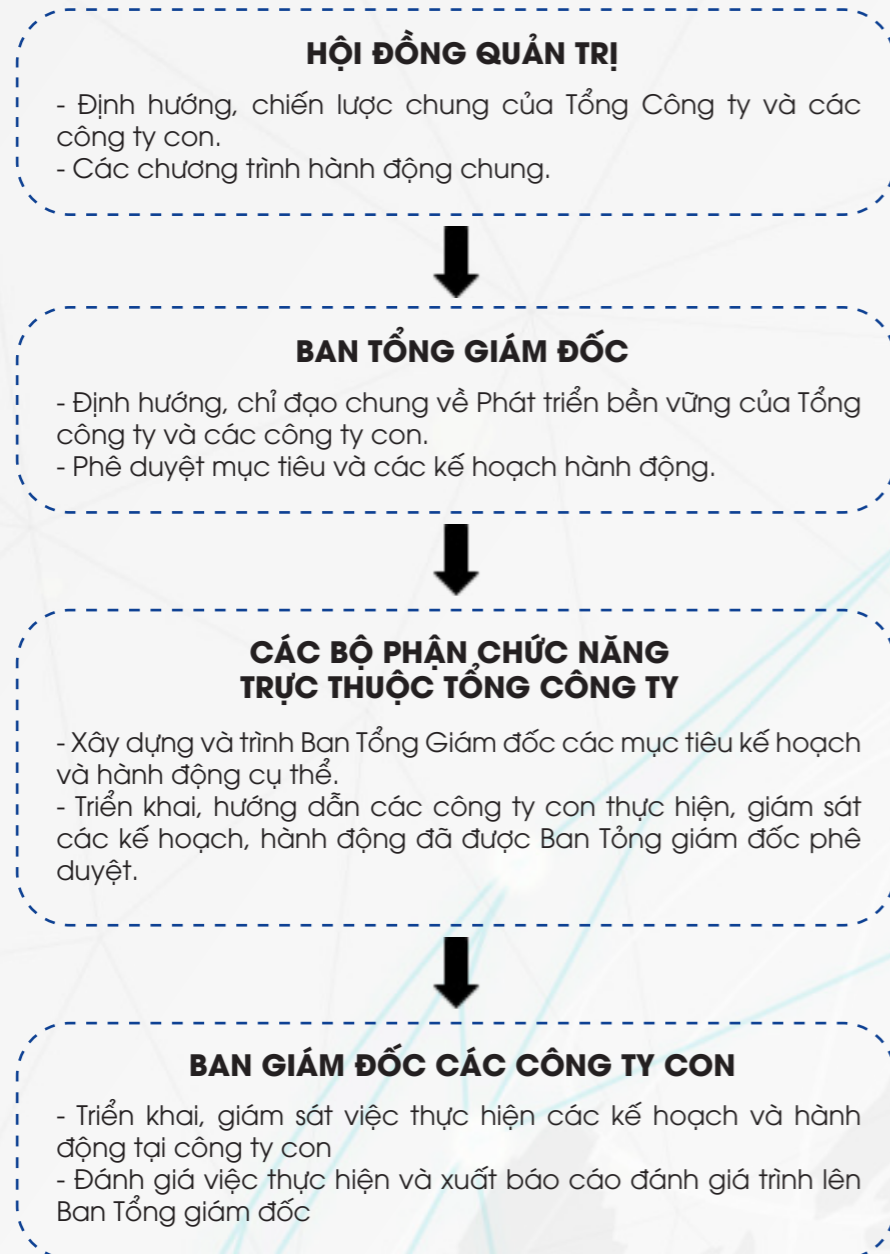 HỘI ĐỒNG QUẢN TRỊ
- Định hướng, chiến lược chung của Tổng Công ty và các
công ty con.
- Các chương trình hành động chung.
BAN TỔNG GIÁM ĐỐC
- Định hướng, chỉ đạo chung về Phát triển bền vững của Tổng
công ty và các công ty con.
- Phê duyệt mục tiêu và các kế hoạch hành động.
CÁC BỘ PHẬN CHỨC NĂNG
TRỰC THUỘC TỔNG CÔNG TY
- Xây dựng và trình Ban Tổng Giám đốc các mục tiêu kế hoạch
và hành động cụ thể.
- Triển khai, hướng dẫn các công ty con thực hiện, giám sát
các kế hoạch, hành động đã được Ban Tỏng giám đốc phê
duyệt.
BAN GIÁM ĐỐC CÁC CÔNG TY CON
- Triển khai, giám sát việc thực hiện các kế hoạch và hành
động tại công ty con
- Đánh giá việc thực hiện và xuất báo cáo đánh giá trình lên
Ban Tổng giám đốc